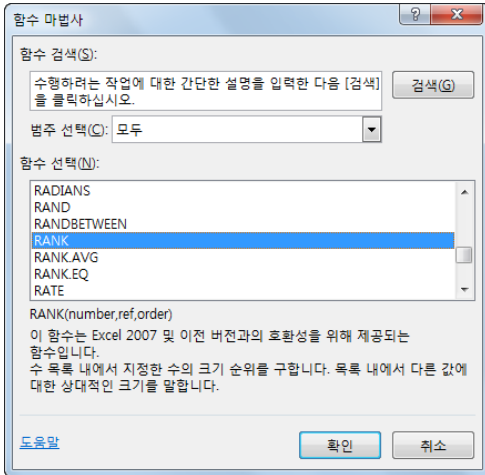 함수 마법사
함수 검색(S):
수행하려는 작업에 대한 간단한 설명을 입력한 다음 [검색]
을 클릭하십시오.
검색(G)
범주 선택(C): 모두
함수 선택(N):
RADIANS
RAND
RANDBETWEEN
RANK
RANK.AVG
RANK.EQ
RATE
RANK(number,ref,order)
이 함수는 Excel 2007 및 이전 버전과의 호환성을 위해 제공되는
함수입니다.
수 목록 내에서 지정한 수의 크기 순위를 구합니다. 목록 내에서 다른 값에
대한 상대적인 크기를 말합니다.
도움말
확인
취소